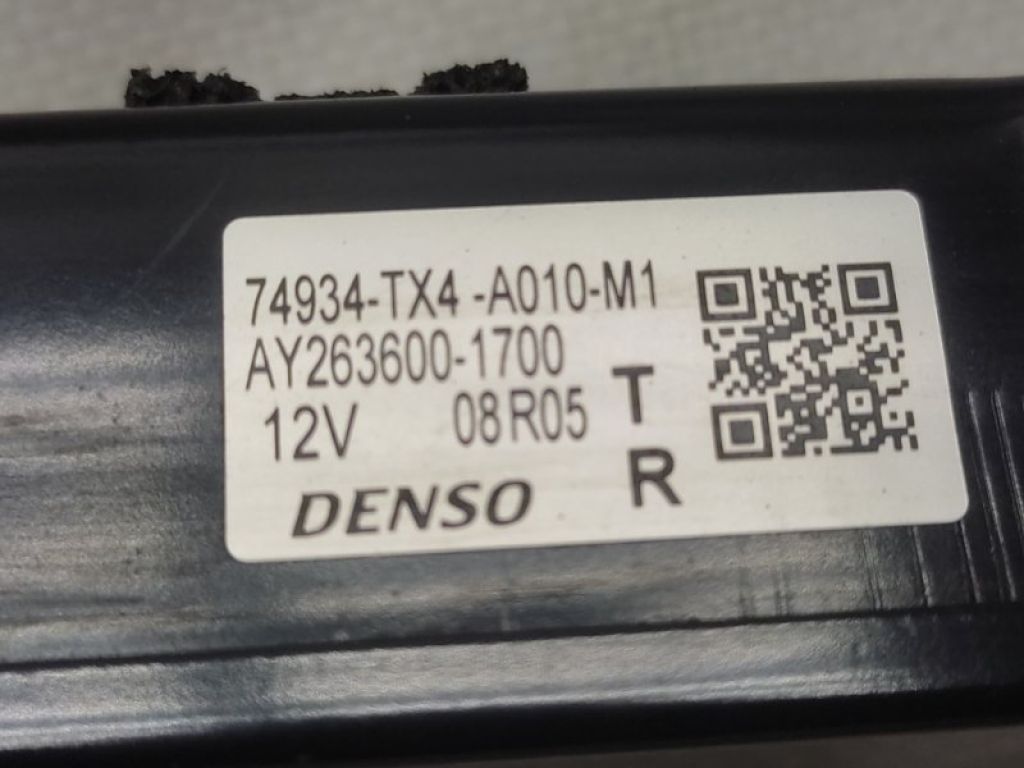 74934-TX4 -A010-M1
AY263600-1700
12V 08R05 T
R
DENSO